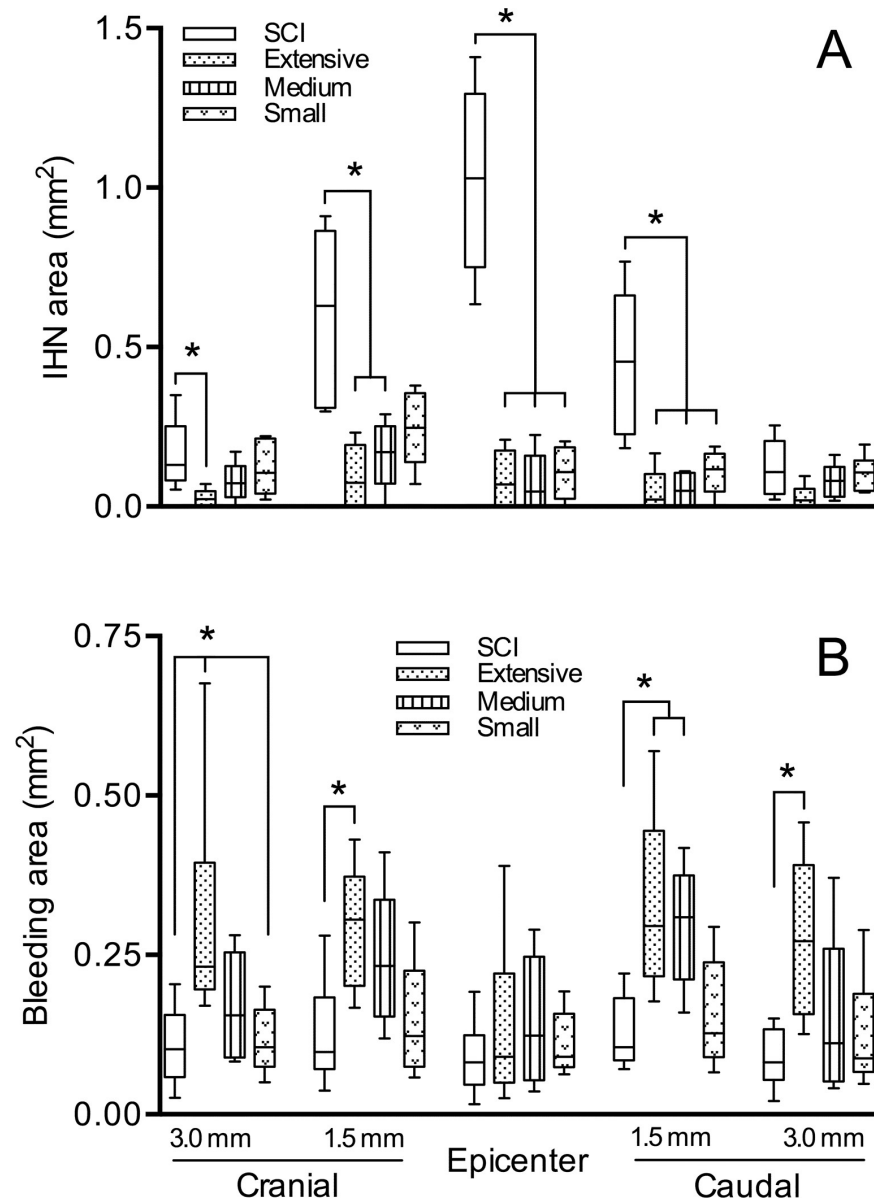 A
SCI
Extensive
Medium
Small
IHN area (mm²)
1.5
1.0
0.5
0.0
*
*
*
*
B
SCI
Extensive
Medium
Small
Bleeding area (mm²)
0.75
0.50
0.25
0.00
*
*
*
*
3.0 mm 1.5 mm Epicenter 1.5 mm 3.0 mm
Cranial Caudal